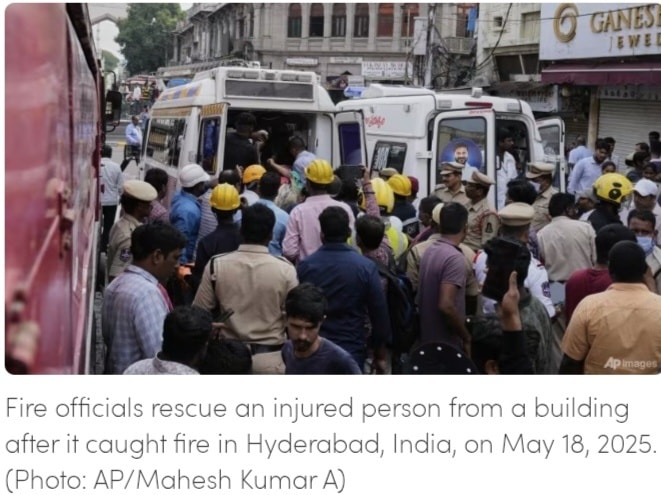 GANESH
JEWE
AP Images
Fire officials rescue an injured person from a building
after it caught fire in Hyderabad, India, on May 18, 2025.
(Photo: AP/Mahesh Kumar A)